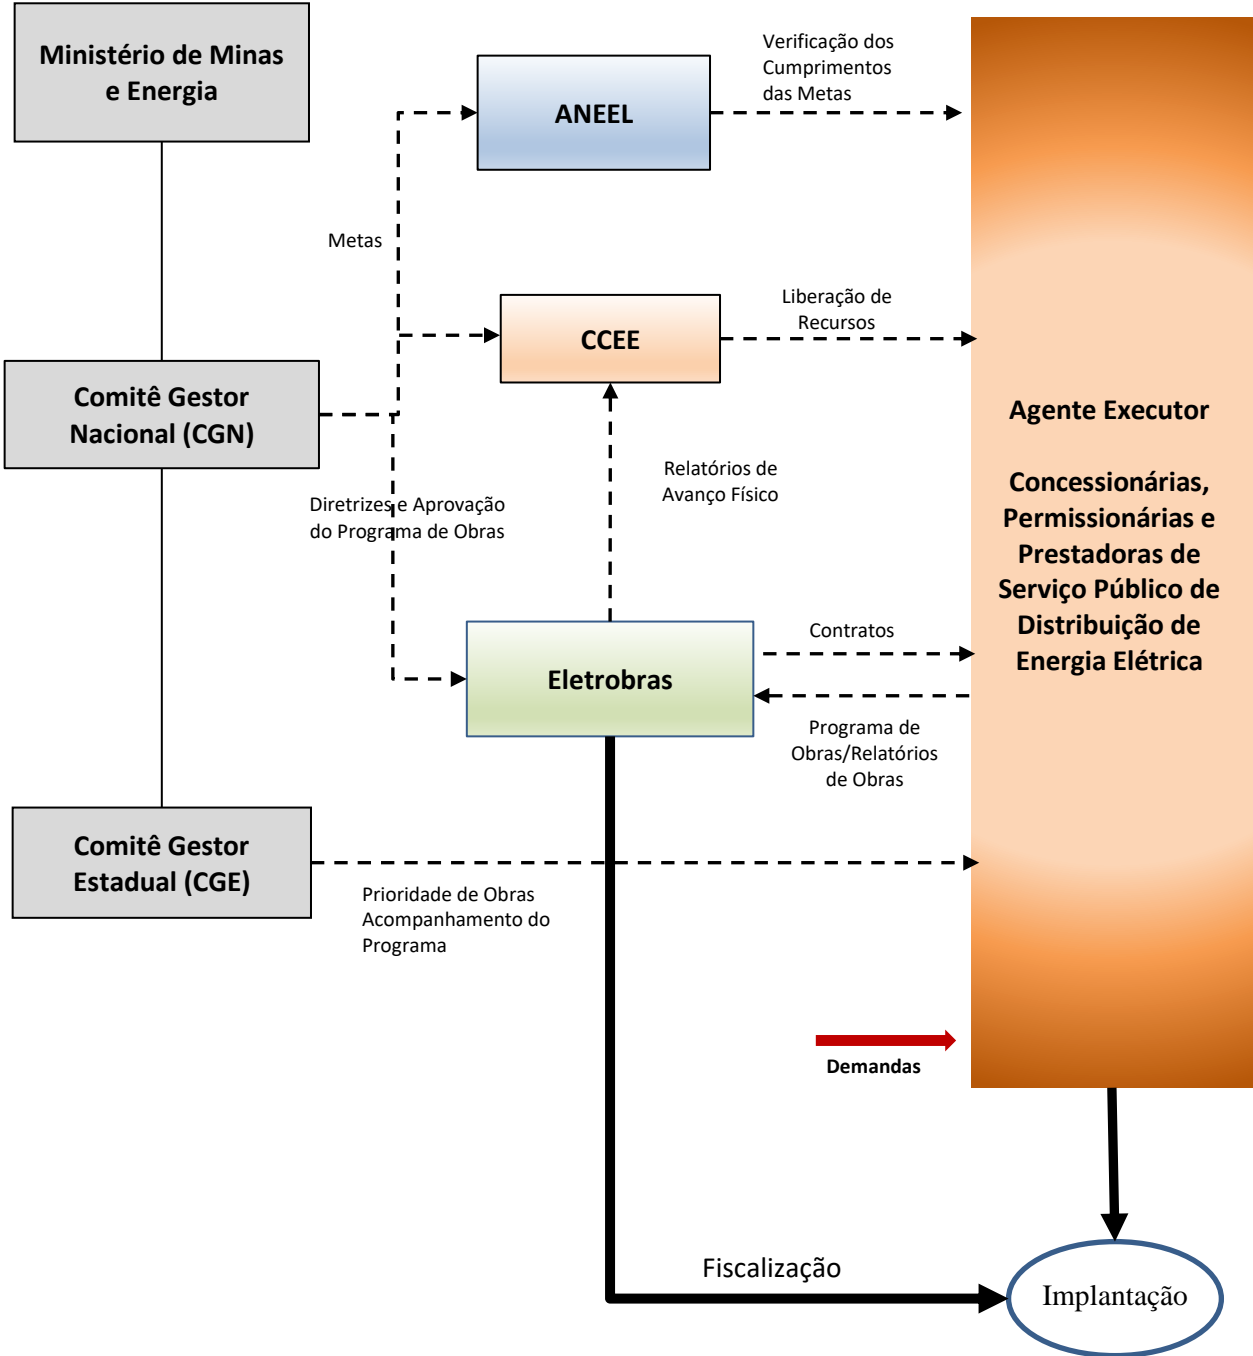 Ministério de Minas
e Energia
ANEEL
Verificação dos
Cumprimentos
das Metas
Metas
CCEE
Liberação de
Recursos
Comitê Gestor
Nacional (CGN)
Diretrizes e Aprovação
do Programa de Obras
Relatórios de
Avanço Físico
Agente Executor
Concessionárias,
Permissionárias e
Prestadoras de
Serviço Público de
Distribuição de
Energia Elétrica
Eletrobras
Contratos
Programa de
Obras/Relatórios
de Obras
Comitê Gestor
Estadual (CGE)
Prioridade de Obras
Acompanhamento do
Programa
Demandas
Fiscalização
Implantação